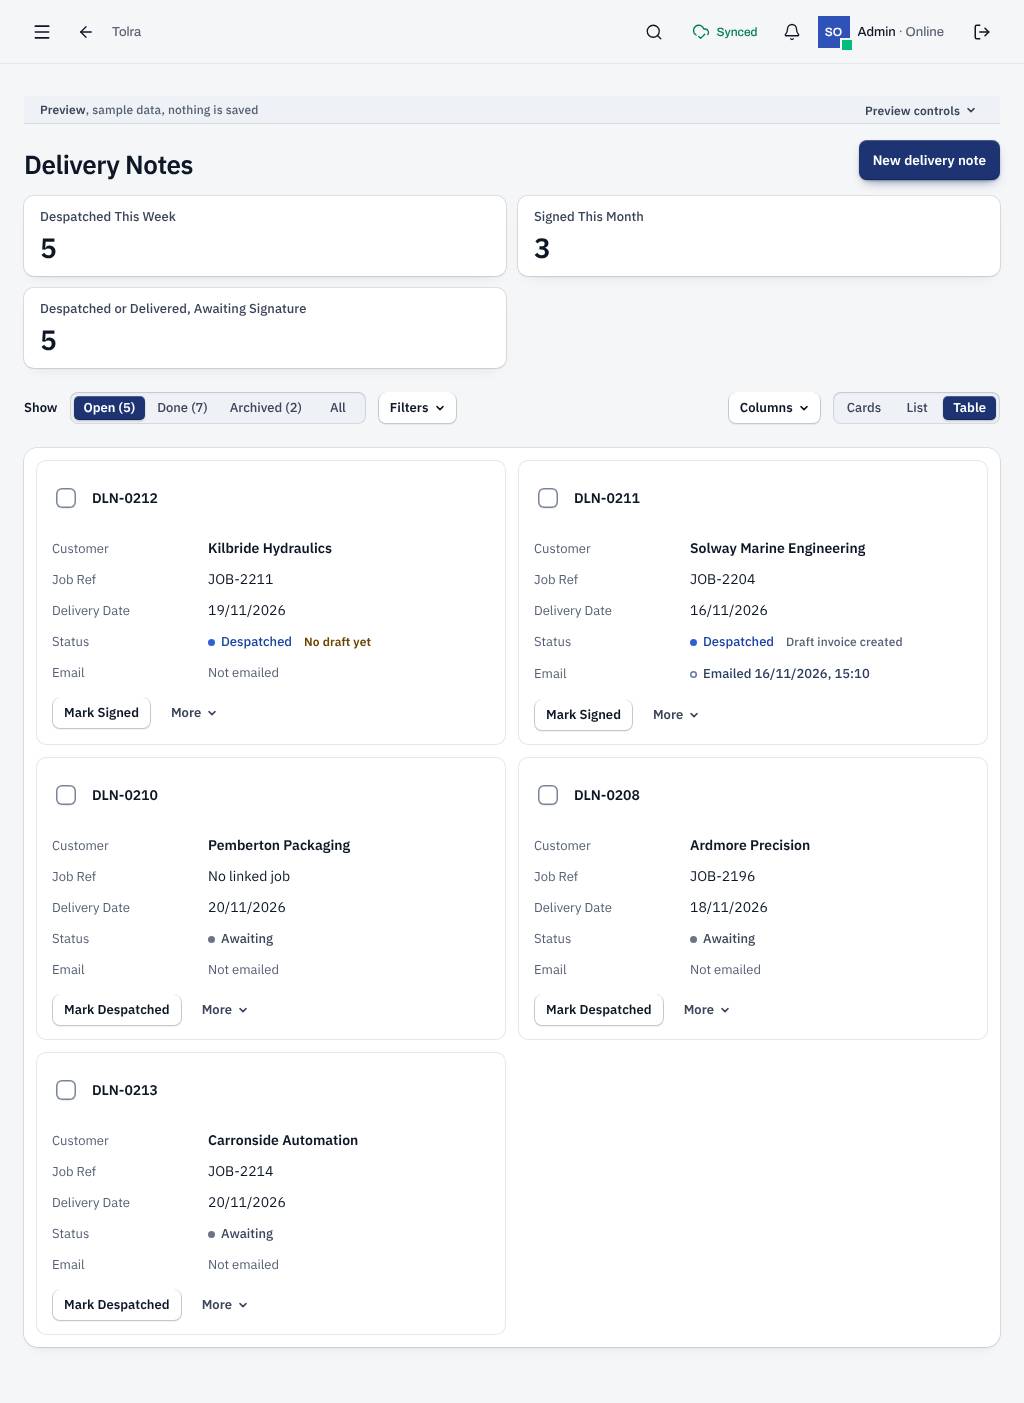 Tolra
Synced
SO
Admin · Online
Preview, sample data, nothing is saved
Preview controls
Delivery Notes
New delivery note
Despatched This Week
5
Signed This Month
3
Despatched or Delivered, Awaiting Signature
5
Show
Open (5)
Done (7)
Archived (2)
All
Filters
Columns
Cards
List
Table
DLN-0212
Customer Kilbride Hydraulics
Job Ref JOB-2211
Delivery Date 19/11/2026
Status Despatched No draft yet
Email Not emailed
Mark Signed More
DLN-0211
Customer Solway Marine Engineering
Job Ref JOB-2204
Delivery Date 16/11/2026
Status Despatched Draft invoice created
Email Emailed 16/11/2026, 15:10
Mark Signed More
DLN-0210
Customer Pemberton Packaging
Job Ref No linked job
Delivery Date 20/11/2026
Status Awaiting
Email Not emailed
Mark Despatched More
DLN-0208
Customer Ardmore Precision
Job Ref JOB-2196
Delivery Date 18/11/2026
Status Awaiting
Email Not emailed
Mark Despatched More
DLN-0213
Customer Carronside Automation
Job Ref JOB-2214
Delivery Date 20/11/2026
Status Awaiting
Email Not emailed
Mark Despatched More